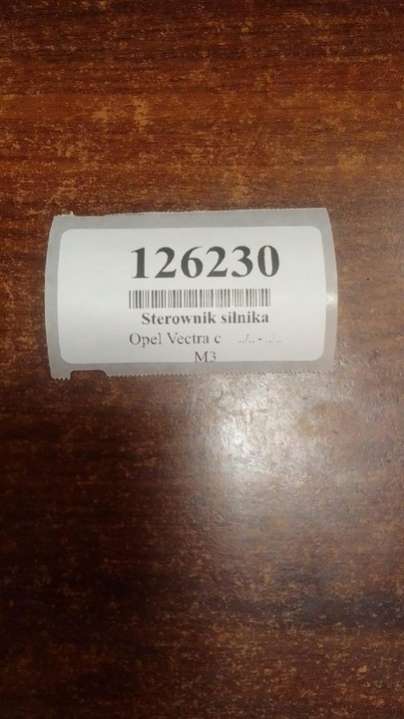 126230
Sterownik silnika
Opel Vectra c
M3